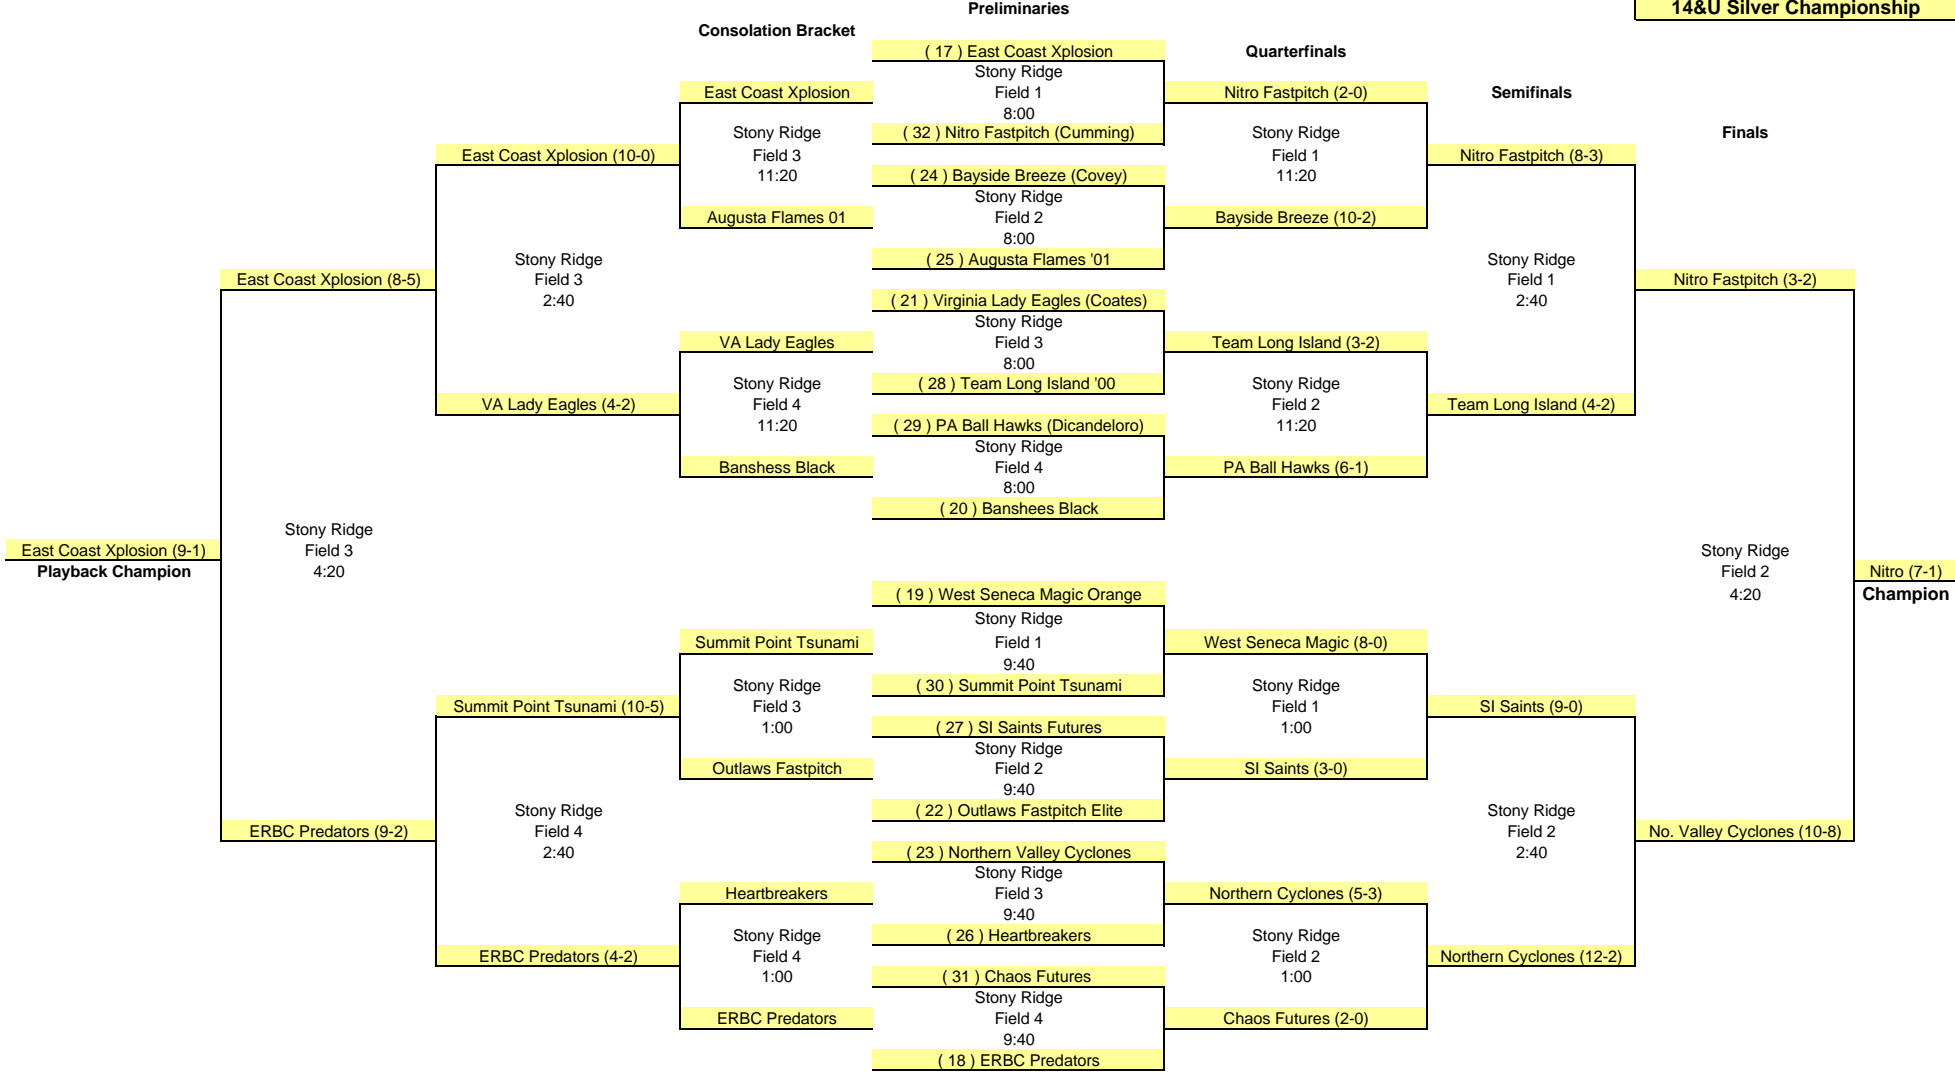 Preliminaries
14&U Silver Championship
Consolation Bracket
( 17 ) East Coast Xplosion
Quarterfinals
Stony Ridge
East Coast Xplosion
Field 1
Nitro Fastpitch (2-0)
Semifinals
8:00
Stony Ridge
( 32 ) Nitro Fastpitch (Cumming)
Stony Ridge
Finals
East Coast Xplosion (10-0)
Field 3
Field 1
Nitro Fastpitch (8-3)
11:20
( 24 ) Bayside Breeze (Covey)
11:20
Stony Ridge
Augusta Flames 01
Field 2
Bayside Breeze (10-2)
8:00
Stony Ridge
( 25 ) Augusta Flames '01
Stony Ridge
East Coast Xplosion (8-5)
Field 3
Field 1
Nitro Fastpitch (3-2)
2:40
( 21 ) Virginia Lady Eagles (Coates)
2:40
Stony Ridge
VA Lady Eagles
Field 3
Team Long Island (3-2)
8:00
Stony Ridge
( 28 ) Team Long Island '00
Stony Ridge
VA Lady Eagles (4-2)
Field 4
Field 2
Team Long Island (4-2)
11:20
( 29 ) PA Ball Hawks (Dicandeloro)
11:20
Stony Ridge
Banshess Black
Field 4
PA Ball Hawks (6-1)
8:00
( 20 ) Banshees Black
Stony Ridge
Stony Ridge
East Coast Xplosion (9-1)
Field 3
Field 2
Nitro (7-1)
Playback Champion
4:20
4:20
Champion
( 19 ) West Seneca Magic Orange
Stony Ridge
Summit Point Tsunami
Field 1
West Seneca Magic (8-0)
9:40
Stony Ridge
( 30 ) Summit Point Tsunami
Stony Ridge
Summit Point Tsunami (10-5)
Field 3
Field 1
SI Saints (9-0)
1:00
( 27 ) SI Saints Futures
1:00
Stony Ridge
Outlaws Fastpitch
Field 2
SI Saints (3-0)
9:40
Stony Ridge
( 22 ) Outlaws Fastpitch Elite
Stony Ridge
ERBC Predators (9-2)
Field 4
Field 2
No. Valley Cyclones (10-8)
2:40
( 23 ) Northern Valley Cyclones
2:40
Stony Ridge
Heartbreakers
Field 3
Northern Cyclones (5-3)
9:40
Stony Ridge
( 26 ) Heartbreakers
Stony Ridge
ERBC Predators (4-2)
Field 4
Field 2
Northern Cyclones (12-2)
1:00
( 31 ) Chaos Futures
1:00
Stony Ridge
ERBC Predators
Field 4
Chaos Futures (2-0)
9:40
( 18 ) ERBC Predators